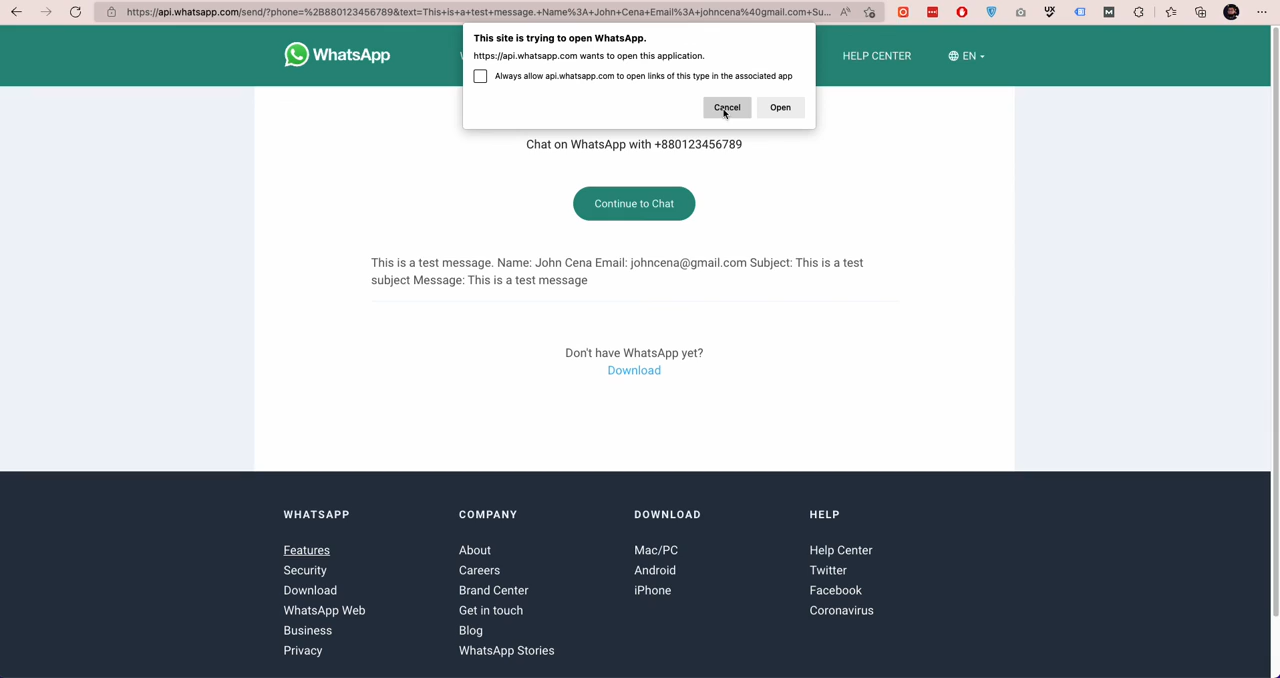 https://api.whatsapp.com/send/?phone=%2B880123456789&text=This+is+a+test+message.+Name%3A+John+Cena+Email%3A+johncena%40gmail.com+Su...
This site is trying to open WhatsApp.
https://api.whatsapp.com wants to open this application.
Always allow api.whatsapp.com to open links of this type in the associated app
Cancel
Open
WhatsApp
HELP CENTER
EN
Chat on WhatsApp with +880123456789
Continue to Chat
This is a test message. Name: John Cena Email: johncena@gmail.com Subject: This is a test
subject Message: This is a test message
Don't have WhatsApp yet?
Download
WHATSAPP
Features
Security
Download
WhatsApp Web
Business
Privacy
COMPANY
About
Careers
Brand Center
Get in touch
Blog
WhatsApp Stories
DOWNLOAD
Mac/PC
Android
iPhone
HELP
Help Center
Twitter
Facebook
Coronavirus